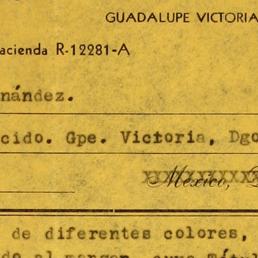 GUADALUPE VICTORIA
acienda R-12281-A
nández.
cido. Gpe. Victoria, Dgo
México,
de diferentes colores,